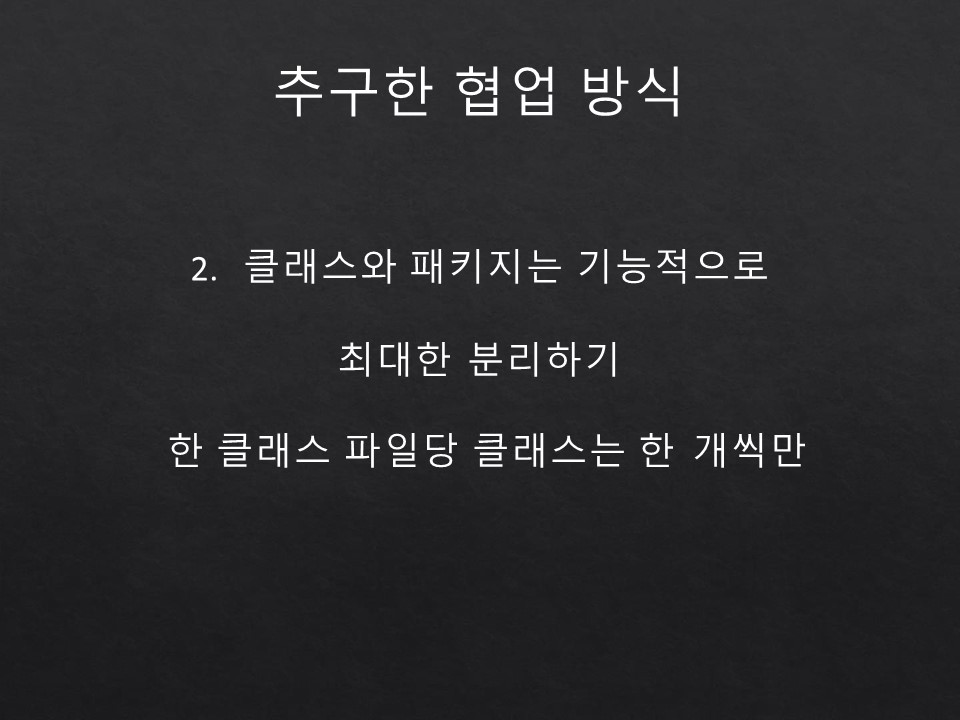 추구한 협업 방식
2. 클래스와 패키지는 기능적으로
최대한 분리하기
한 클래스 파일당 클래스는 한 개씩만